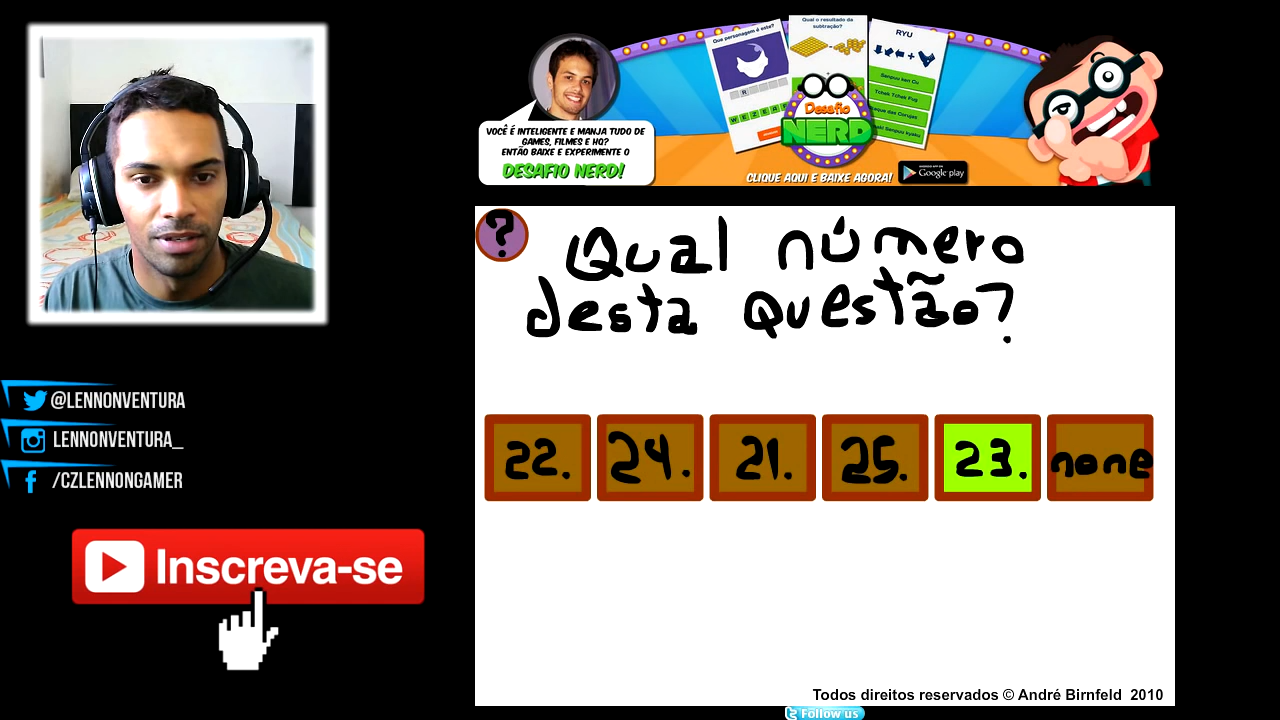 Que personagem é este?
Qual o resultado da
subtração?
RYU
Desafio
NERD
VOCÊ É INTELIGENTE E MANJA TUDO DE
GAMES, FILMES E HQ?
ENTÃO BAIXE E EXPERIMENTE O
DESAFIO NERD!
CLIQUE AQUI E BAIXE AGORA!
Google play
?
Qual número
desta questão?
22. 24. 21. 25. 23. none
@LENNONVENTURA
LENNONVENTURA_
/CZLENNONGAMER
Inscreva-se
Todos direitos reservados © André Birnfeld 2010
Follow us